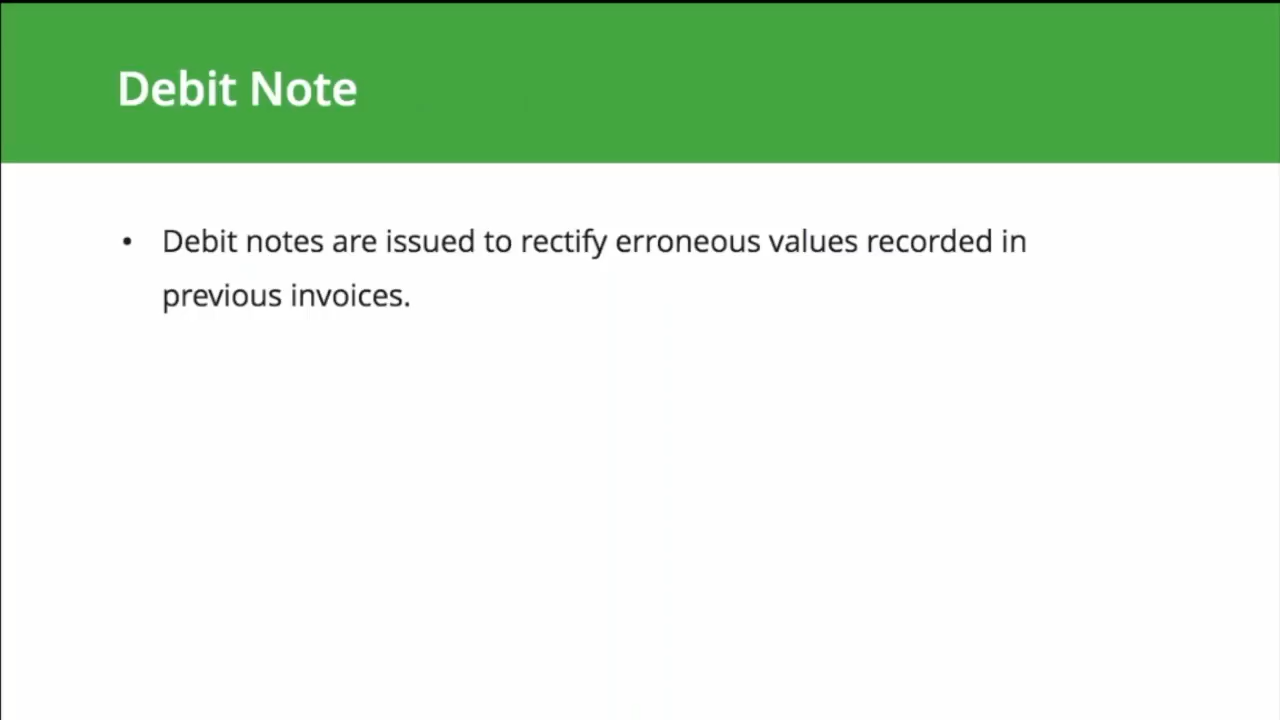 Debit Note
• Debit notes are issued to rectify erroneous values recorded in
previous invoices.